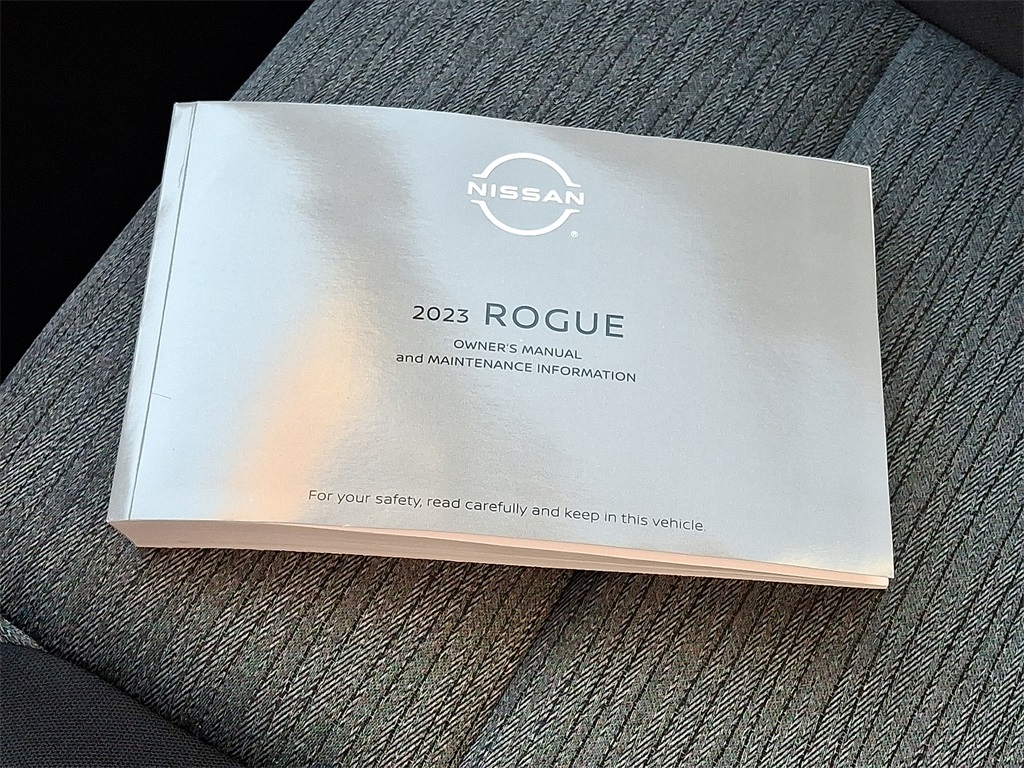 NISSAN
®
2023 ROGUE
OWNER'S MANUAL
and MAINTENANCE INFORMATION
For your safety, read carefully and keep in this vehicle.